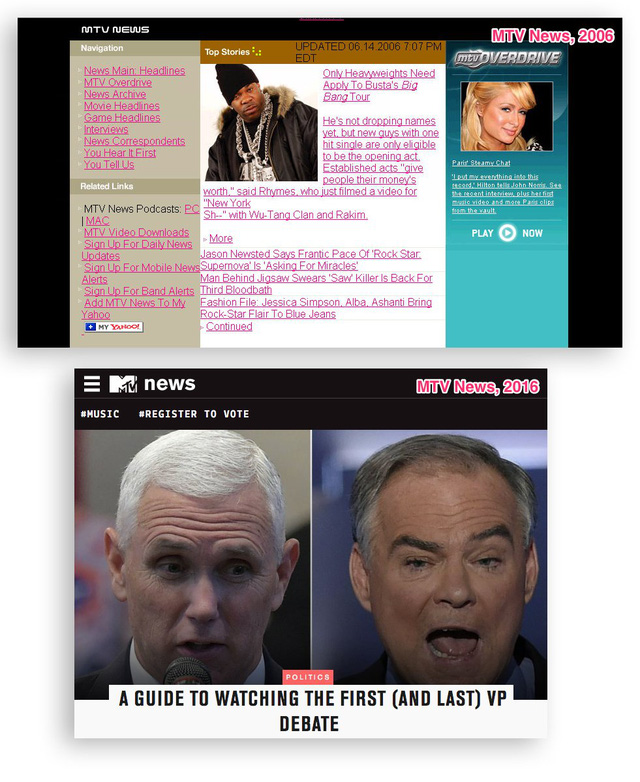 MTV NEWS
MTV News, 2006
Navigation
News Main: Headlines
MTV Overdrive
News Archive
Movie Headlines
Game Headlines
Interviews
News Correspondents
You Hear It First
You Tell Us
Related Links
MTV News Podcasts: PC
| MAC
MTV Video Downloads
Sign Up For Daily News
Updates
Sign Up For Mobile News
Alerts
Sign Up For Band Alerts
Add MTV News To My
Yahoo
+ MY YAHOO!
Top Stories
UPDATED 06.14.2006 7:07 PM
EDT
Only Heavyweights Need
Apply To Busta's Big
Bang Tour
He's not dropping names
yet, but new guys with one
hit single are only eligible
to be the opening act.
Established acts "give
people their money's
worth," said Rhymes, who just filmed a video for
"New York
Sh--" with Wu-Tang Clan and Rakim.
More
Jason Newsted Says Frantic Pace Of 'Rock Star:
Supernova' Is 'Asking For Miracles'
Man Behind Jigsaw Swears 'Saw' Killer Is Back For
Third Bloodbath
Fashion File: Jessica Simpson, Alba, Ashanti Bring
Rock-Star Flair To Blue Jeans
Continued
mtv OVERDRIVE
Paris' Steamy Chat
'I put my everything into this
record,' Hilton tells John Norris. See
the recent interview, plus her first
music video and more Paris clips
from the vault.
PLAY NOW
MTV news
MTV News, 2016
#MUSIC #REGISTER TO VOTE
POLITICS
A GUIDE TO WATCHING THE FIRST (AND LAST) VP
DEBATE